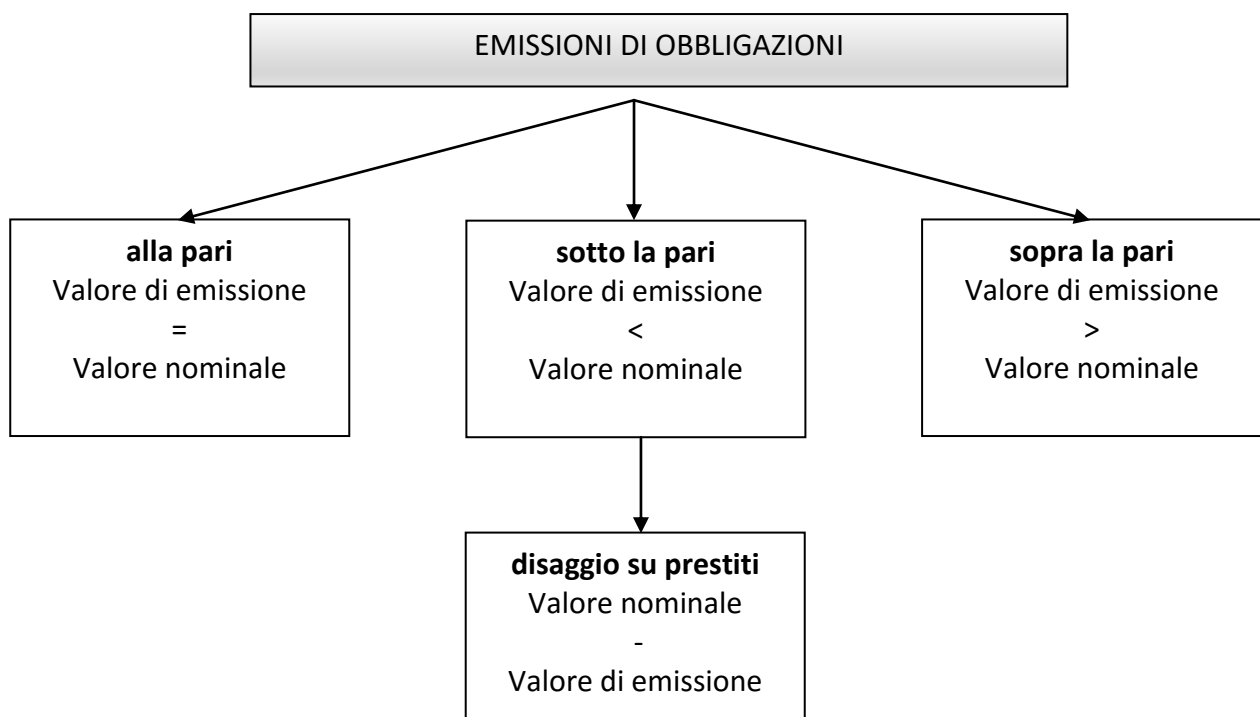 EMISSIONI DI OBBLIGAZIONI
alla pari
Valore di emissione
=
Valore nominale
sotto la pari
Valore di emissione
<
Valore nominale
sopra la pari
Valore di emissione
>
Valore nominale
disaggio su prestiti
Valore nominale
-
Valore di emissione